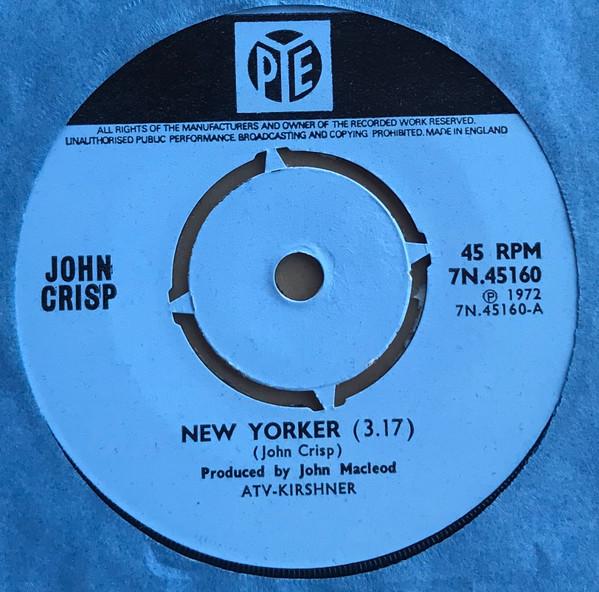 PYE
ALL RIGHTS OF THE MANUFACTURERS AND OWNER OF THE RECORDED WORK RESERVED.
UNAUTHORISED PUBLIC PERFORMANCE, BROADCASTING AND COPYING PROHIBITED. MADE IN ENGLAND
JOHN
CRISP
45 RPM
7N.45160
℗ 1972
7N.45160-A
NEW YORKER (3.17)
(John Crisp)
Produced by John Macleod
ATV-KIRSHNER